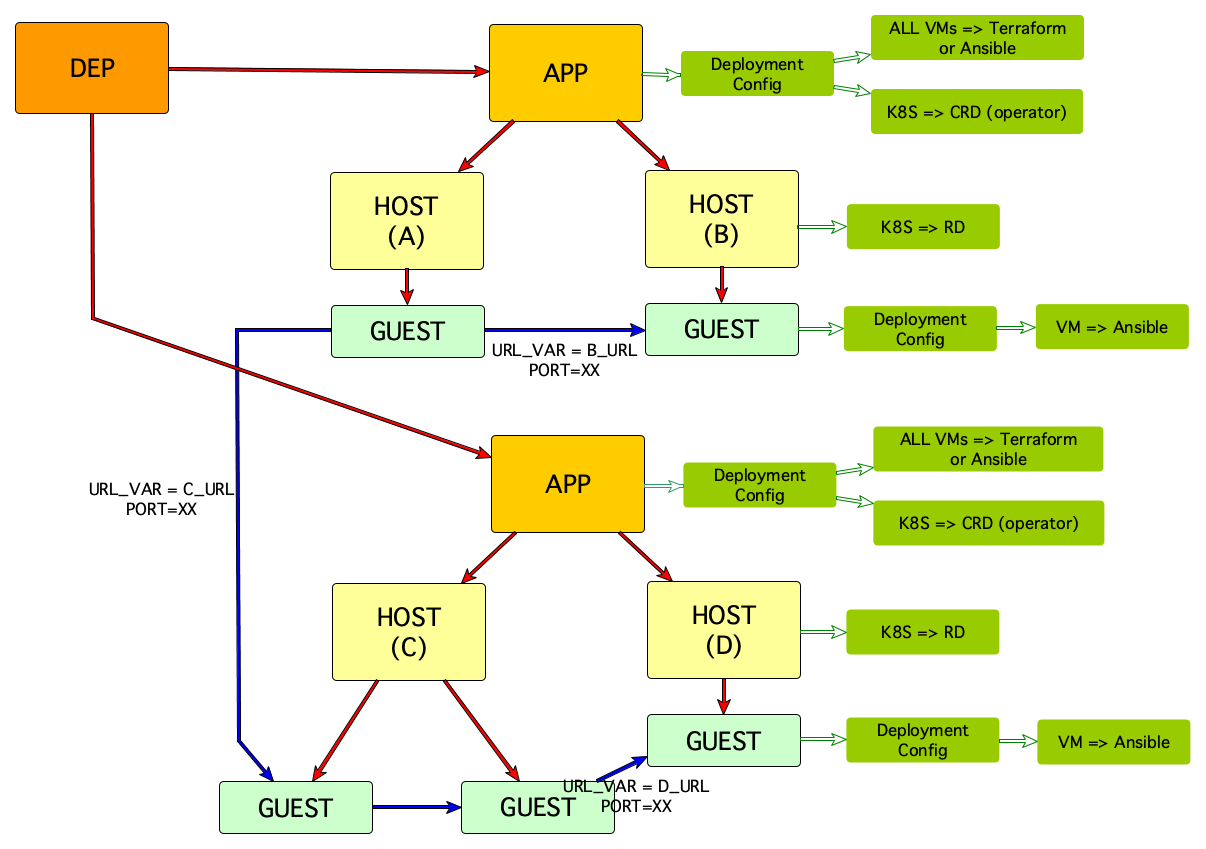 DEP
APP
Deployment
Config
ALL VMs => Terraform
or Ansible
K8S => CRD (operator)
HOST
(A)
HOST
(B)
K8S => RD
GUEST
GUEST
Deployment
Config
VM => Ansible
URL_VAR = B_URL
PORT=XX
APP
Deployment
Config
ALL VMs => Terraform
or Ansible
K8S => CRD (operator)
URL_VAR = C_URL
PORT=XX
HOST
(C)
HOST
(D)
K8S => RD
GUEST
Deployment
Config
VM => Ansible
GUEST
GUEST
URL_VAR = D_URL
PORT=XX